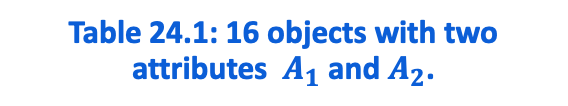 Table 24.1: 16 objects with two
attributes A₁ and A₂.